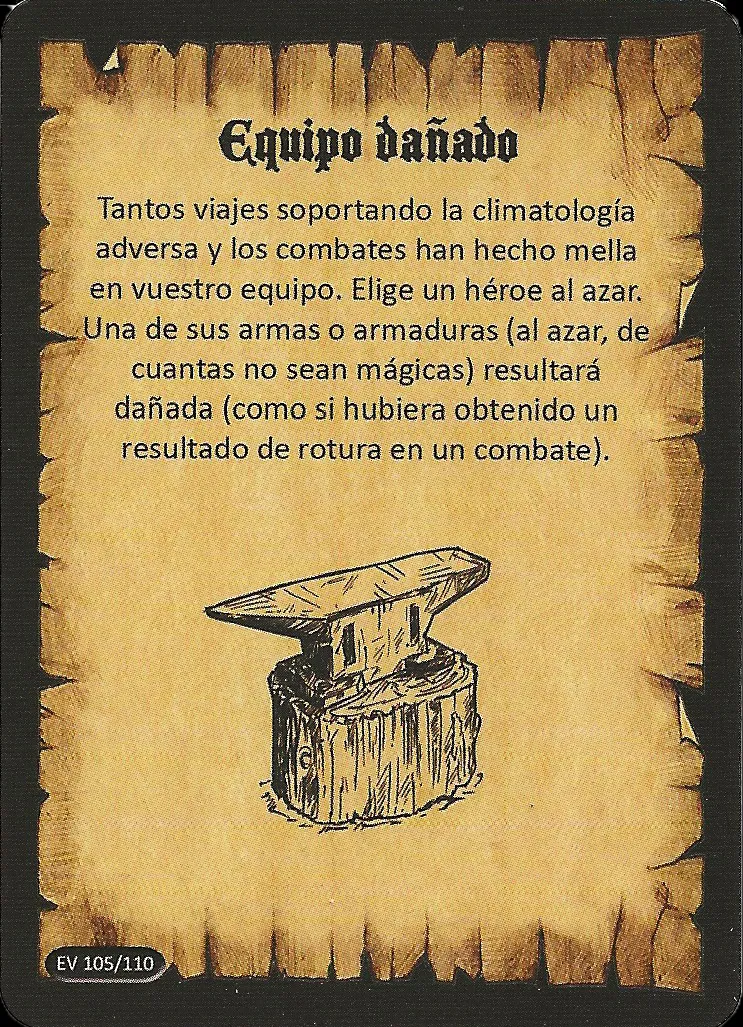 Equipo dañado
Tantos viajes soportando la climatología
adversa y los combates han hecho mella
en vuestro equipo. Elige un héroe al azar.
Una de sus armas o armaduras (al azar, de
cuantas no sean mágicas) resultará
dañada (como si hubiera obtenido un
resultado de rotura en un combate).
EV 105/110